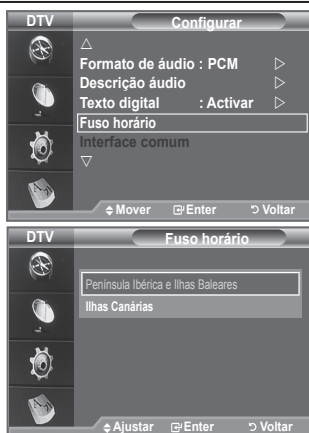 DTV Configurar
△
Formato de áudio : PCM ▷
Descrição áudio ▷
Texto digital : Activar ▷
Fuso horário
Interface comum
▽
Mover Enter Voltar
DTV Fuso horário
Península Ibérica e Ilhas Baleares
Ilhas Canárias
Ajustar Enter Voltar